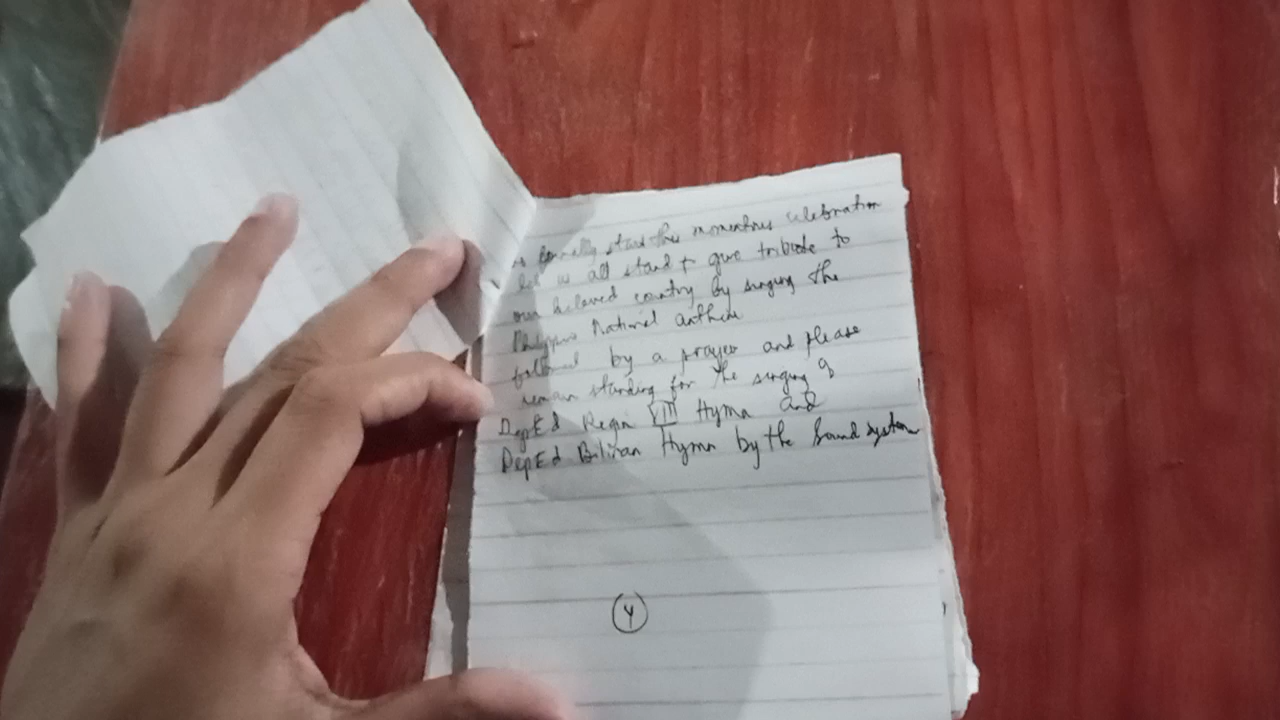 to formally start this momentous celebration
let us all stand & give tribute to
our beloved country by singing the
Philippine National anthem
followed by a prayer and please
remain standing for the singing of
DepEd Region VIII Hymn and
DepEd Biliran Hymn by the sound system
4